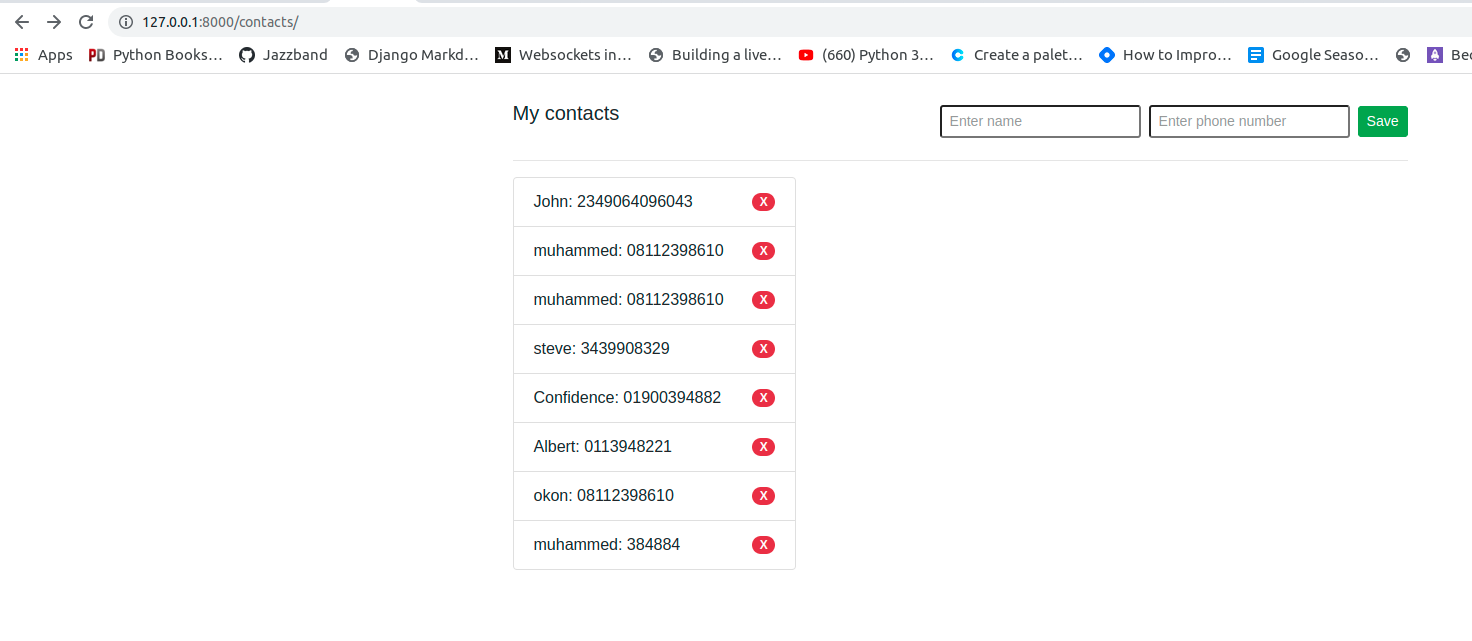 127.0.0.1:8000/contacts/
Apps PD Python Books… Jazzband Django Markd… M Websockets in… Building a live… (660) Python 3… Create a palet… How to Impro… Google Seaso… Bec
My contacts Enter name Enter phone number Save
John: 2349064096043 X
muhammed: 08112398610 X
muhammed: 08112398610 X
steve: 3439908329 X
Confidence: 01900394882 X
Albert: 0113948221 X
okon: 08112398610 X
muhammed: 384884 X